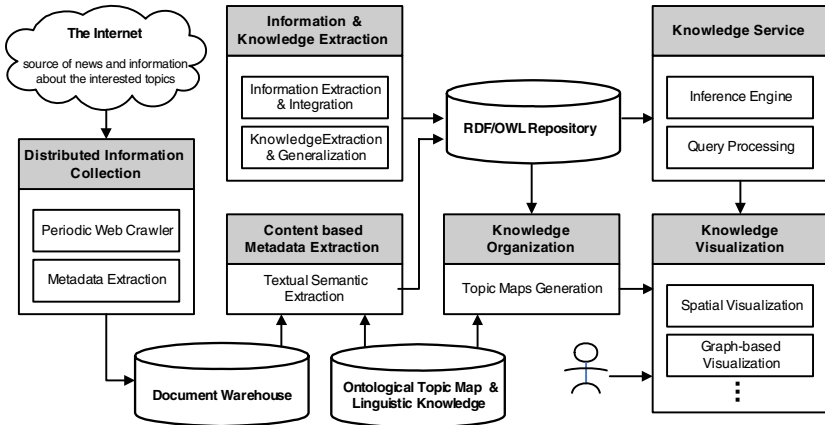 The Internet
source of news and information
about the interested topics
Distributed Information
Collection
Periodic Web Crawler
Metadata Extraction
Information &
Knowledge Extraction
Information Extraction
& Integration
KnowledgeExtraction
& Generalization
Content based
Metadata Extraction
Textual Semantic
Extraction
Document Warehouse
Ontological Topic Map &
Linguistic Knowledge
RDF/OWL Repository
Knowledge
Organization
Topic Maps Generation
Knowledge Service
Inference Engine
Query Processing
Knowledge
Visualization
Spatial Visualization
Graph-based
Visualization